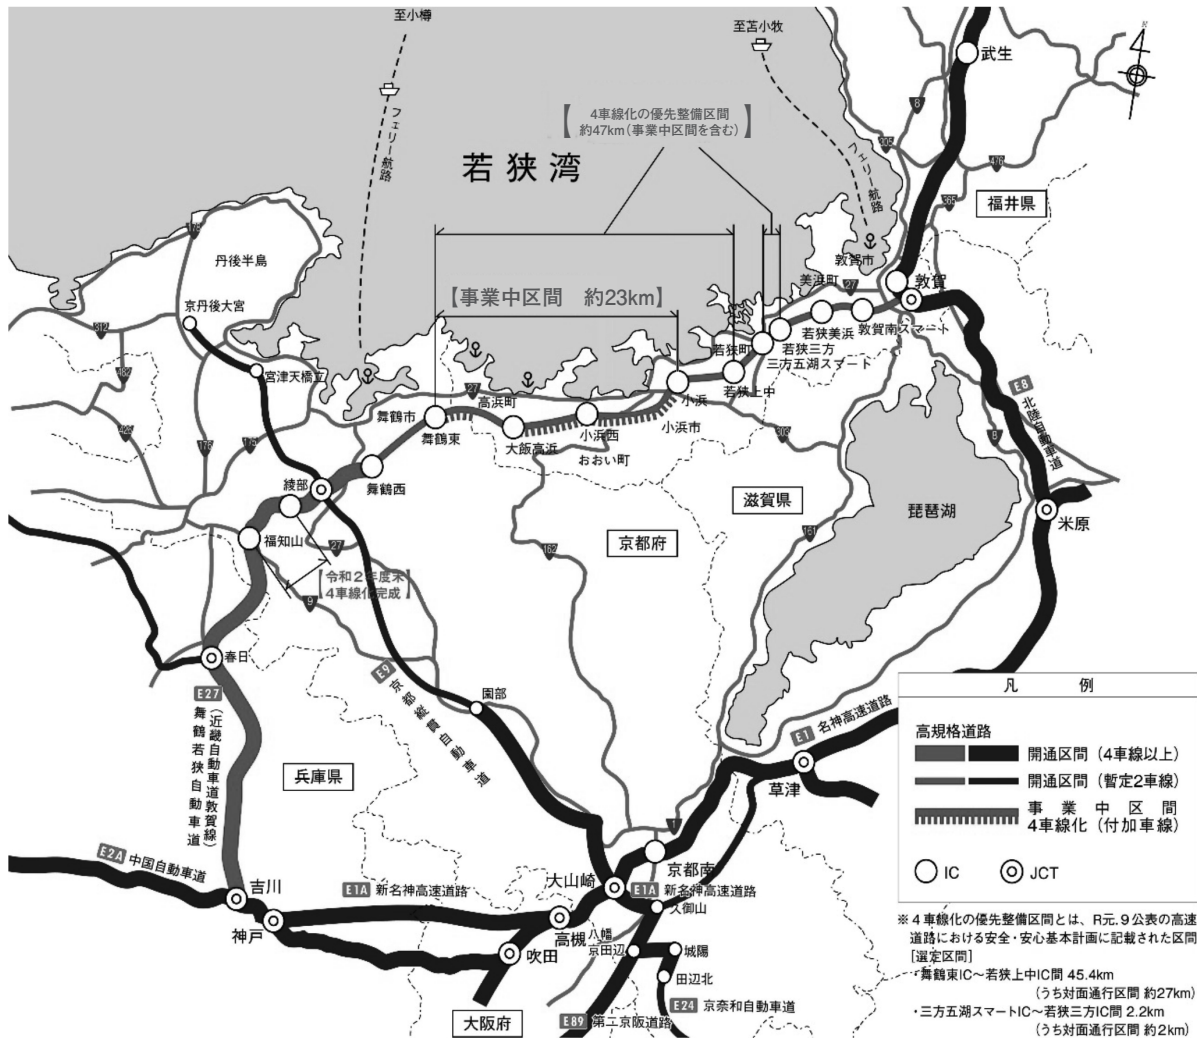 至小樽
至苫小牧
武生
N
【 4車線化の優先整備区間
約47km(事業中区間を含む) 】
8
305
476
フェリー航路
フェリー航路
若狭湾
365
福井県
178
丹後半島
敦賀市
美浜町
27
敦賀
【事業中区間 約23km】
京丹後大宮
312
若狭美浜
敦賀南スマート
若狭町
若狭三方
三方五湖スマート
宮津天橋立
482
27
高浜町
若狭上中
小浜
E8
北陸自動車道
舞鶴市
舞鶴東
小浜西
小浜市
426
176
175
大飯高浜
おおい町
303
8
綾部
舞鶴西
滋賀県
琵琶湖
米原
福知山
27
162
京都府
161
【令和2年度末
4車線化完成】
9
春日
E9
京都縦貫自動車道
園部
E27
舞鶴若狭自動車道
(近畿自動車道敦賀線)
兵庫県
E1
名神高速道路
草津
1
E2A
中国自動車道
京都南
吉川
E1A
新名神高速道路
大山崎
E1A
新名神高速道路
久御山
神戸
高槻
八幡
京田辺
城陽
吹田
田辺北
大阪府
E89
第二京阪道路
E24
京奈和自動車道
凡 例
高規格道路
開通区間(4車線以上)
開通区間(暫定2車線)
事業中区間
4車線化(付加車線)
IC
JCT
※4車線化の優先整備区間とは、R元.9公表の高速
道路における安全・安心基本計画に記載された区間
[選定区間]
・舞鶴東IC～若狭上中IC間 45.4km
(うち対面通行区間 約27km)
・三方五湖スマートIC～若狭三方IC間 2.2km
(うち対面通行区間 約2km)